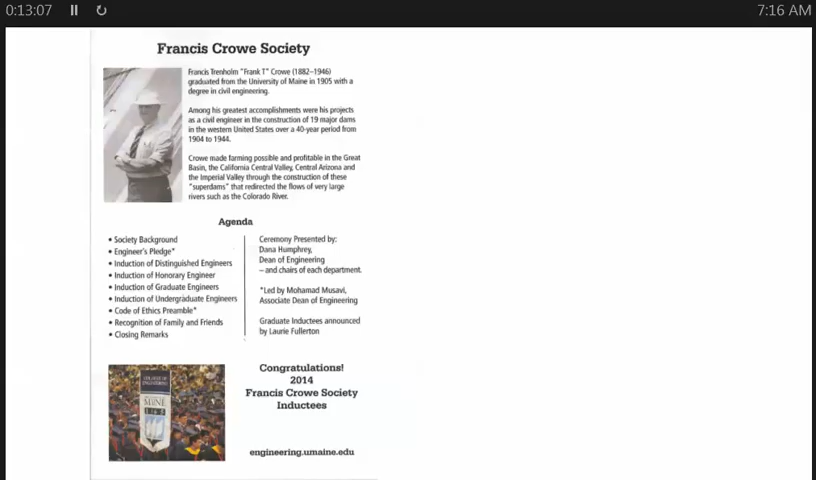 0:13:07
7:16 AM
Francis Crowe Society
Francis Trenholm "Frank T" Crowe (1882–1946)
graduated from the University of Maine in 1905 with a
degree in civil engineering.
Among his greatest accomplishments were his projects
as a civil engineer in the construction of 19 major dams
in the western United States over a 40-year period from
1904 to 1944.
Crowe made farming possible and profitable in the Great
Basin, the California Central Valley, Central Arizona and
the Imperial Valley through the construction of these
"superdams" that redirected the flows of very large
rivers such as the Colorado River.
Agenda
• Society Background
• Engineer's Pledge*
• Induction of Distinguished Engineers
• Induction of Honorary Engineer
• Induction of Graduate Engineers
• Induction of Undergraduate Engineers
• Code of Ethics Preamble*
• Recognition of Family and Friends
• Closing Remarks
Ceremony Presented by:
Dana Humphrey,
Dean of Engineering
– and chairs of each department.
*Led by Mohamad Musavi,
Associate Dean of Engineering
Graduate Inductees announced
by Laurie Fullerton
COLLEGE OF
ENGINEERING
MAINE
Congratulations!
2014
Francis Crowe Society
Inductees
engineering.umaine.edu